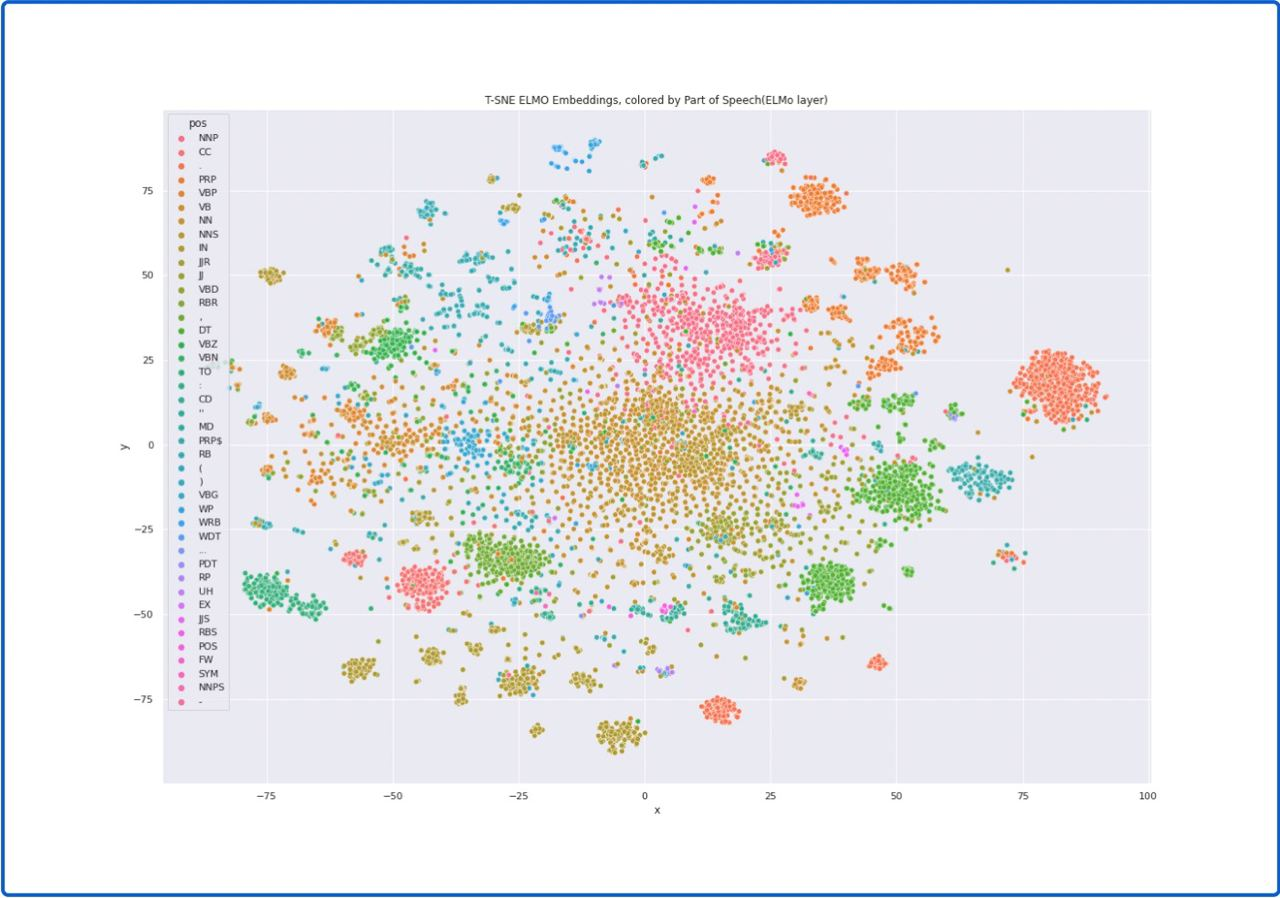 T-SNE ELMO Embeddings, colored by Part of Speech(ELMo layer)
pos
NNP
CC
.
PRP
VBP
VB
NN
NNS
IN
JJR
JJ
VBD
RBR
,
DT
VBZ
VBN
TO
:
CD
''
MD
PRP$
RB
(
)
VBG
WP
WRB
WDT
...
PDT
RP
UH
EX
JJS
RBS
POS
FW
SYM
NNPS
-
75
50
25
0
−25
−50
−75
y
−75 −50 −25 0 25 50 75 100
x